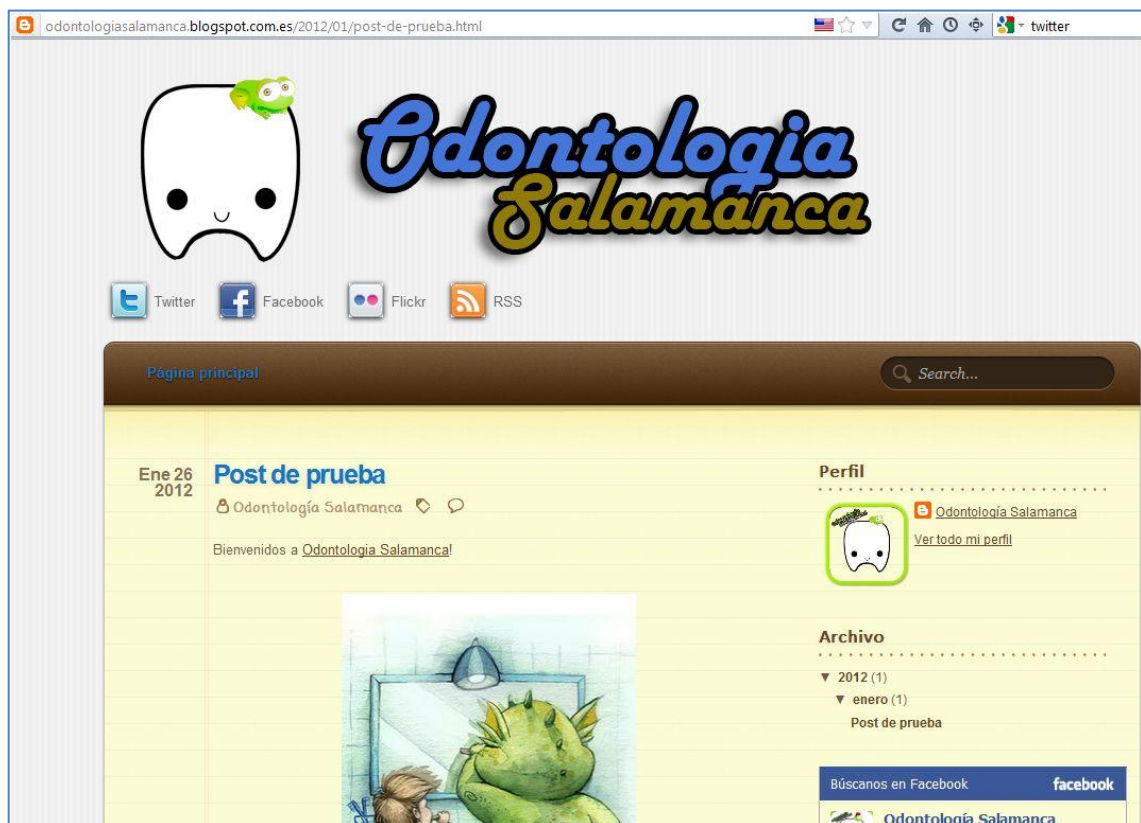 odontologiasalamanca.blogspot.com.es/2012/01/post-de-prueba.html
twitter
Odontologia
Salamanca
Twitter
Facebook
Flickr
RSS
Página principal
Search...
Ene 26
2012
Post de prueba
Odontología Salamanca
Bienvenidos a Odontologia Salamanca!
Perfil
Odontología Salamanca
Ver todo mi perfil
Archivo
▼ 2012 (1)
▼ enero (1)
Post de prueba
Búscanos en Facebook
facebook
Odontología Salamanca